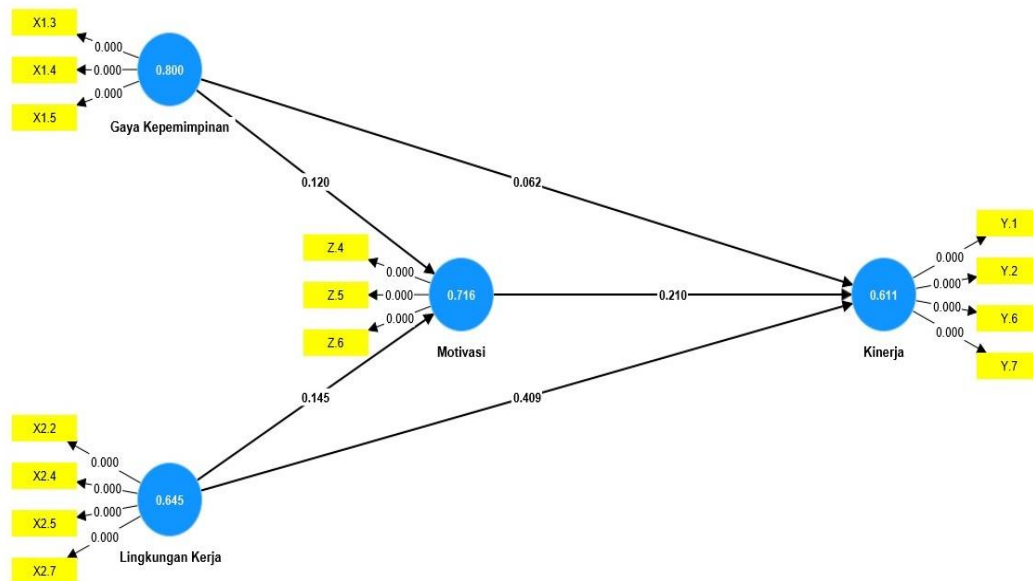 X1.3
0.000
X1.4
0.000
X1.5
0.000
0.800
Gaya Kepemimpinan
0.120
0.062
Z.4
0.000
Z.5
0.000
Z.6
0.000
0.716
Motivasi
0.210
0.611
Kinerja
Y.1
0.000
Y.2
0.000
Y.6
0.000
Y.7
0.000
0.145
0.409
X2.2
0.000
X2.4
0.000
X2.5
0.000
X2.7
0.000
0.645
Lingkungan Kerja